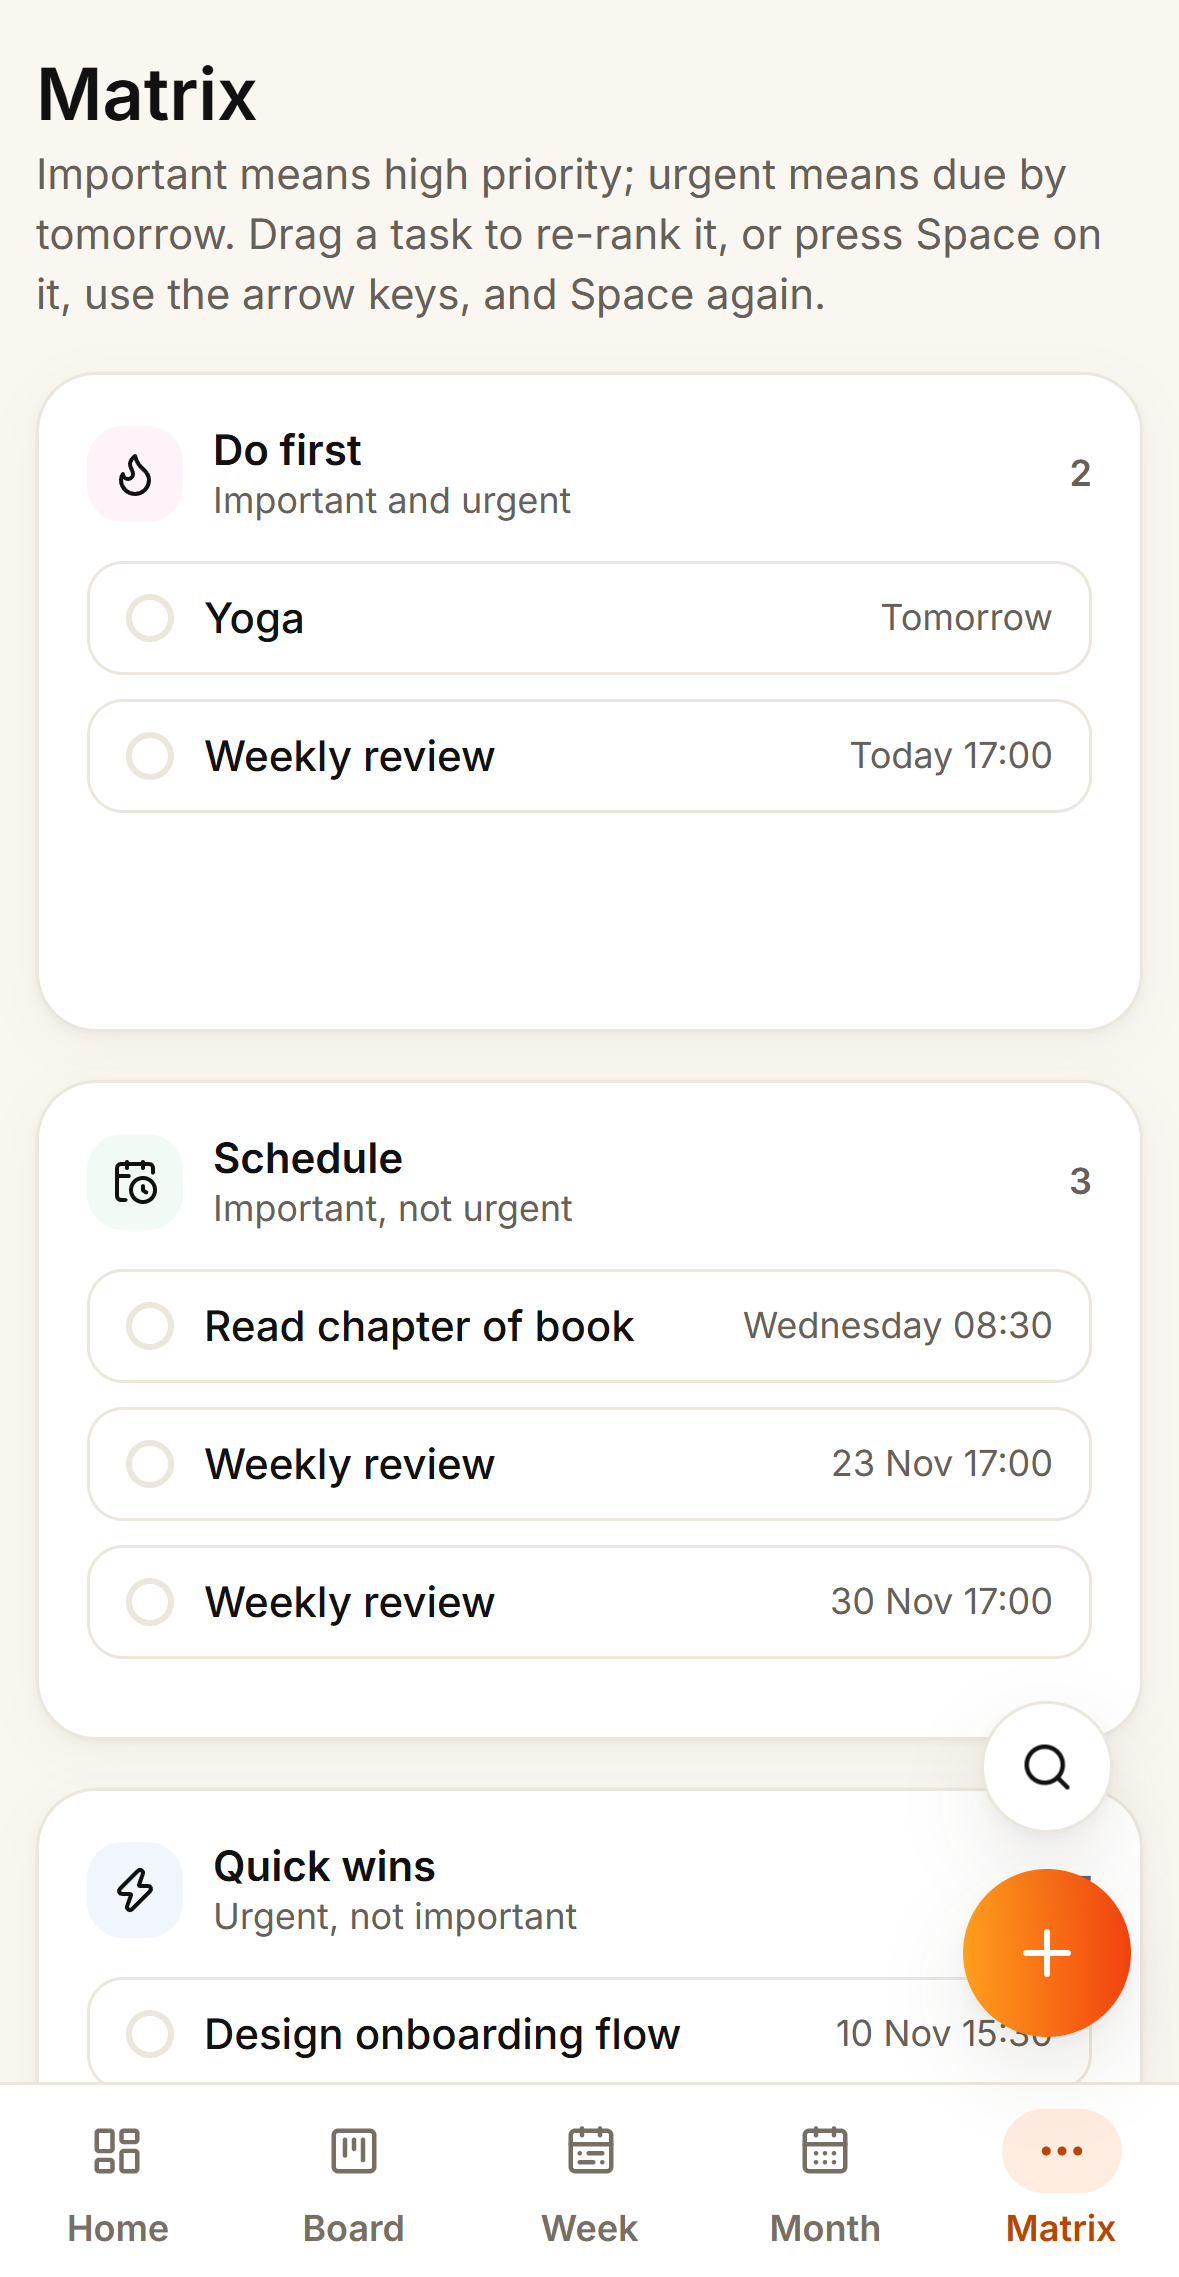 Matrix
Important means high priority; urgent means due by
tomorrow. Drag a task to re-rank it, or press Space on
it, use the arrow keys, and Space again.
Do first
Important and urgent
2
Yoga
Tomorrow
Weekly review
Today 17:00
Schedule
Important, not urgent
3
Read chapter of book
Wednesday 08:30
Weekly review
23 Nov 17:00
Weekly review
30 Nov 17:00
Quick wins
Urgent, not important
Design onboarding flow
10 Nov 15:30
Home
Board
Week
Month
Matrix